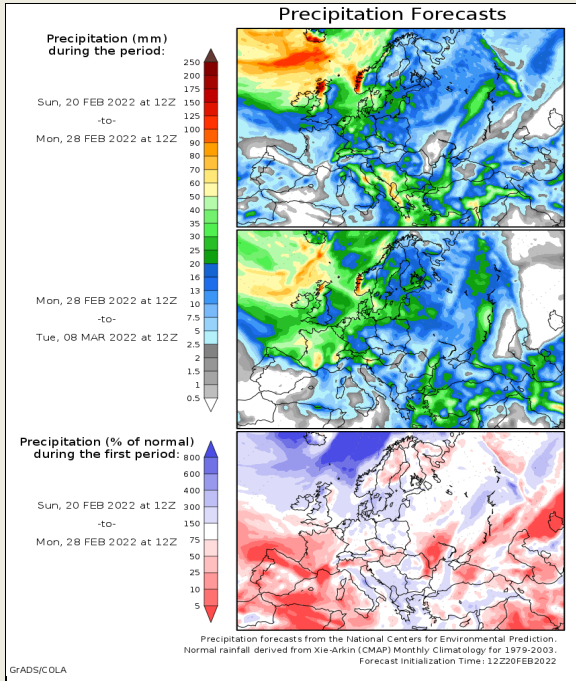 Precipitation Forecasts
Precipitation (mm)
during the period:
Sun, 20 FEB 2022 at 12Z
-to-
Mon, 28 FEB 2022 at 12Z
250
200
175
150
125
100
90
80
70
60
50
40
35
30
25
20
16
13
10
7.5
5
2.5
2
1.5
1
0.5
Mon, 28 FEB 2022 at 12Z
-to-
Tue, 08 MAR 2022 at 12Z
Precipitation (% of normal)
during the first period:
Sun, 20 FEB 2022 at 12Z
-to-
Mon, 28 FEB 2022 at 12Z
800
600
400
300
150
75
50
25
10
5
Precipitation forecasts from the National Centers for Environmental Prediction.
Normal rainfall derived from Xie-Arkin (CMAP) Monthly Climatology for 1979-2003.
Forecast Initialization Time: 12Z20FEB2022
GrADS/COLA